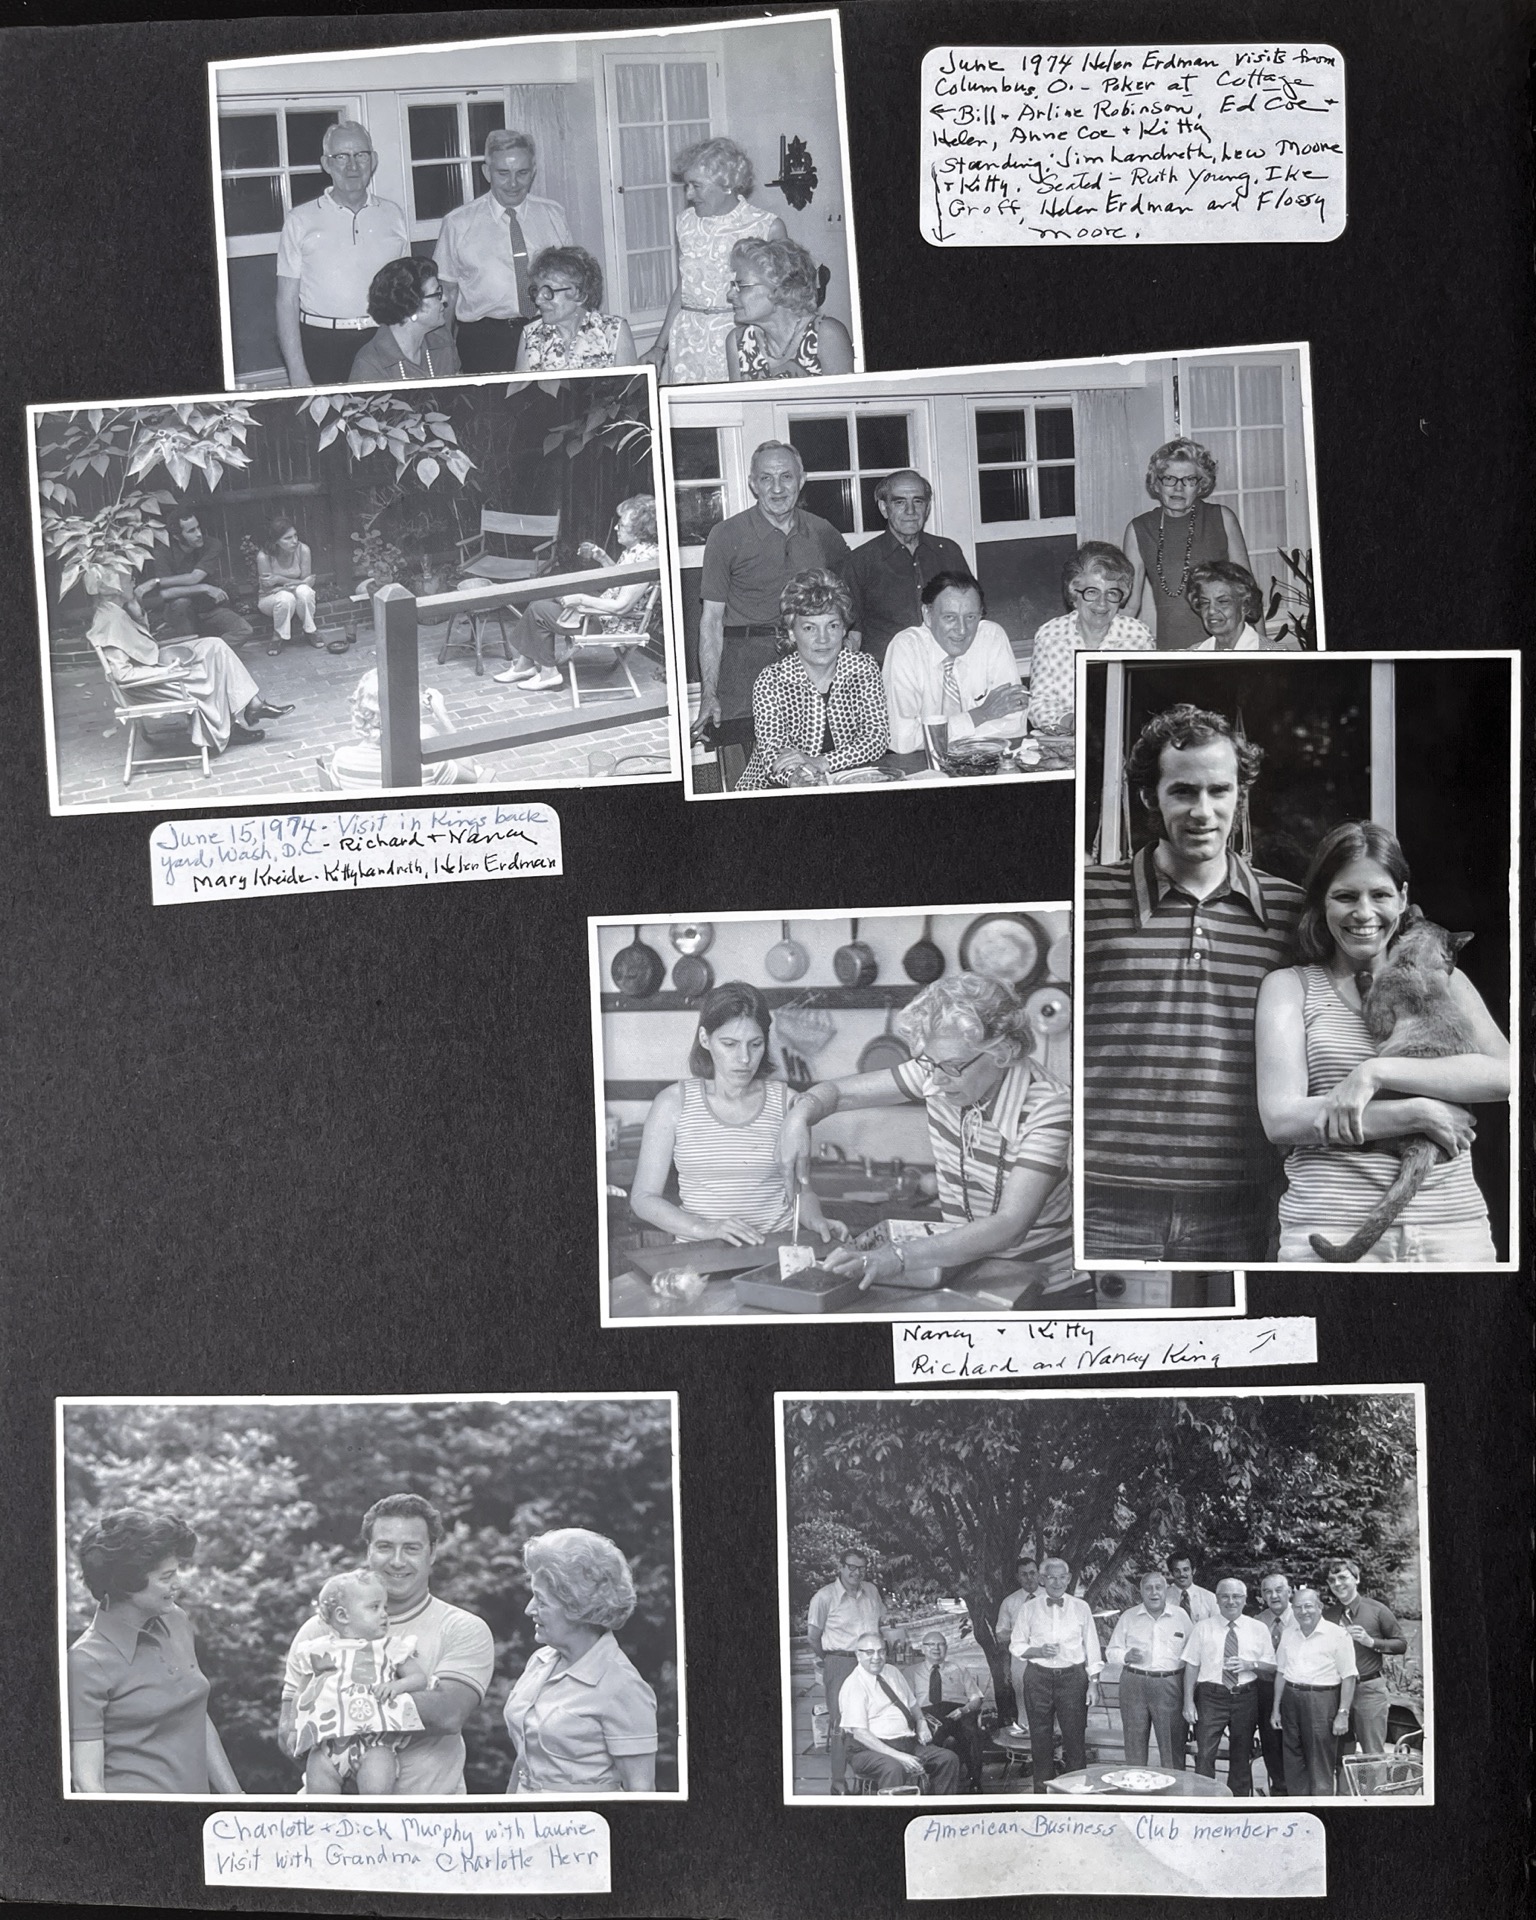 June 1974 Helen Erdman visits from
Columbus, O. - Poker at Cottage
← Bill + Arline Robinson, Ed Coe +
Helen, Anne Coe + Kitty
Standing: Jim Landreth, Lew Moore
+ Kitty. Seated - Ruth Young, Ike
Groff, Helen Erdman and Flossy
Moore.
June 15, 1974 - Visit in Kings back
yard, Wash, D.C. - Richard + Nancy
Mary Kreide - Kitty Landreth, Helen Erdman
Nancy + Kitty
Richard and Nancy King
Charlotte + Dick Murphy with Laurie
visit with Grandma Charlotte Herr
American Business Club members.